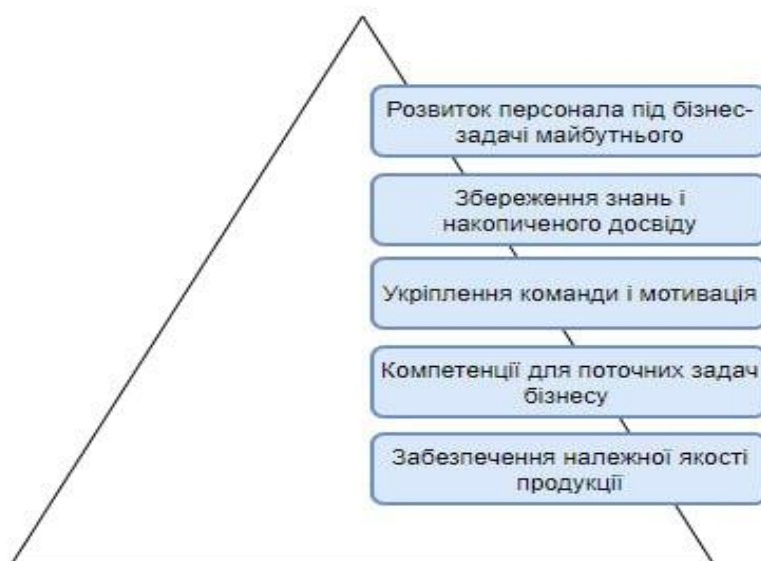 Розвиток персонала під бізнес-
задачі майбутнього
Збереження знань і
накопиченого досвіду
Укріплення команди і мотивація
Компетенції для поточних задач
бізнесу
Забезпечення належної якості
продукції